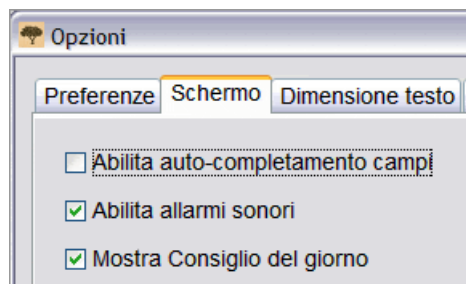 Opzioni
Preferenze Schermo Dimensione testo
Abilita auto-completamento campi
Abilita allarmi sonori
Mostra Consiglio del giorno